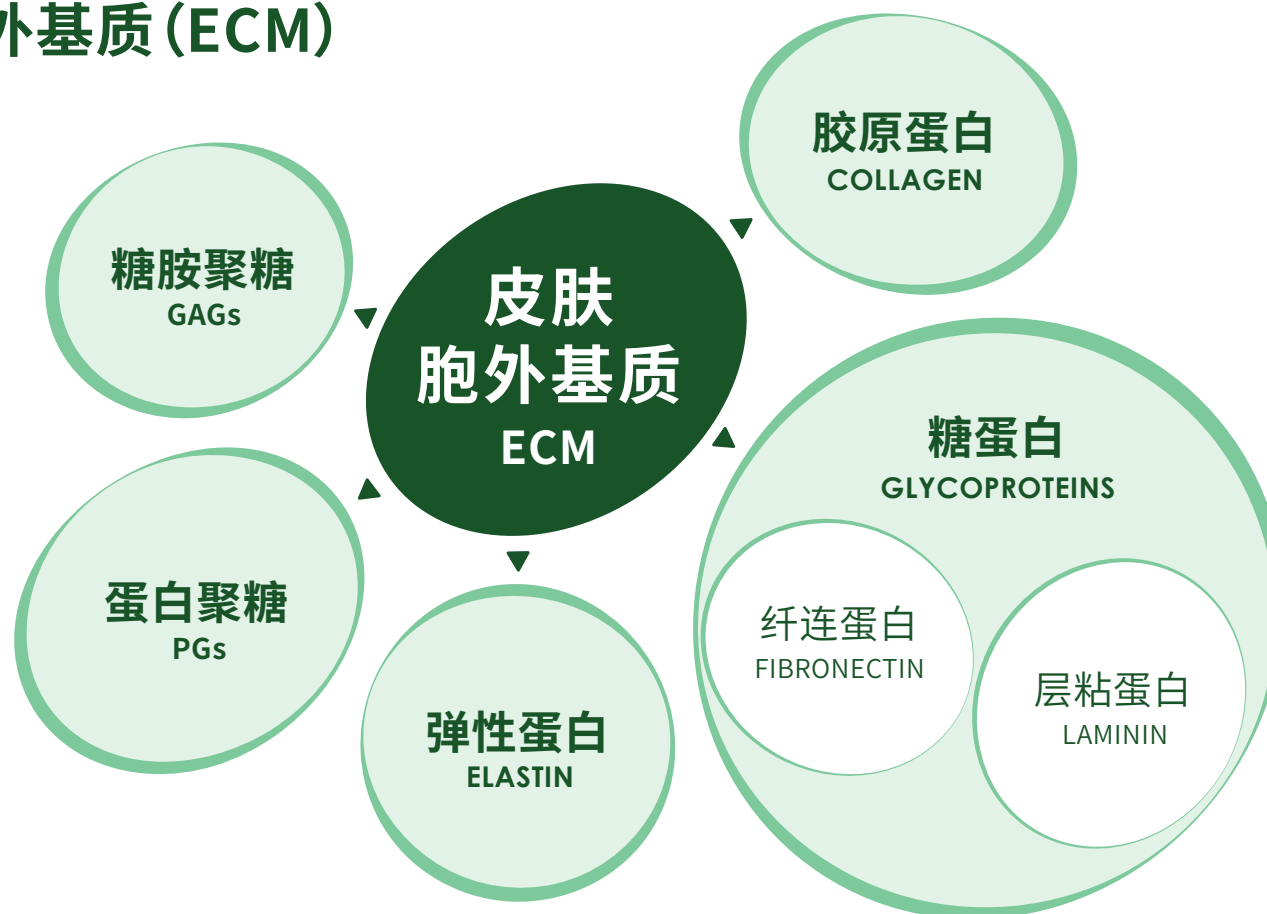 外基质(ECM)
胶原蛋白
COLLAGEN
糖胺聚糖
GAGs
皮肤
胞外基质
ECM
糖蛋白
GLYCOPROTEINS
蛋白聚糖
PGs
纤连蛋白
FIBRONECTIN
层粘蛋白
LAMININ
弹性蛋白
ELASTIN